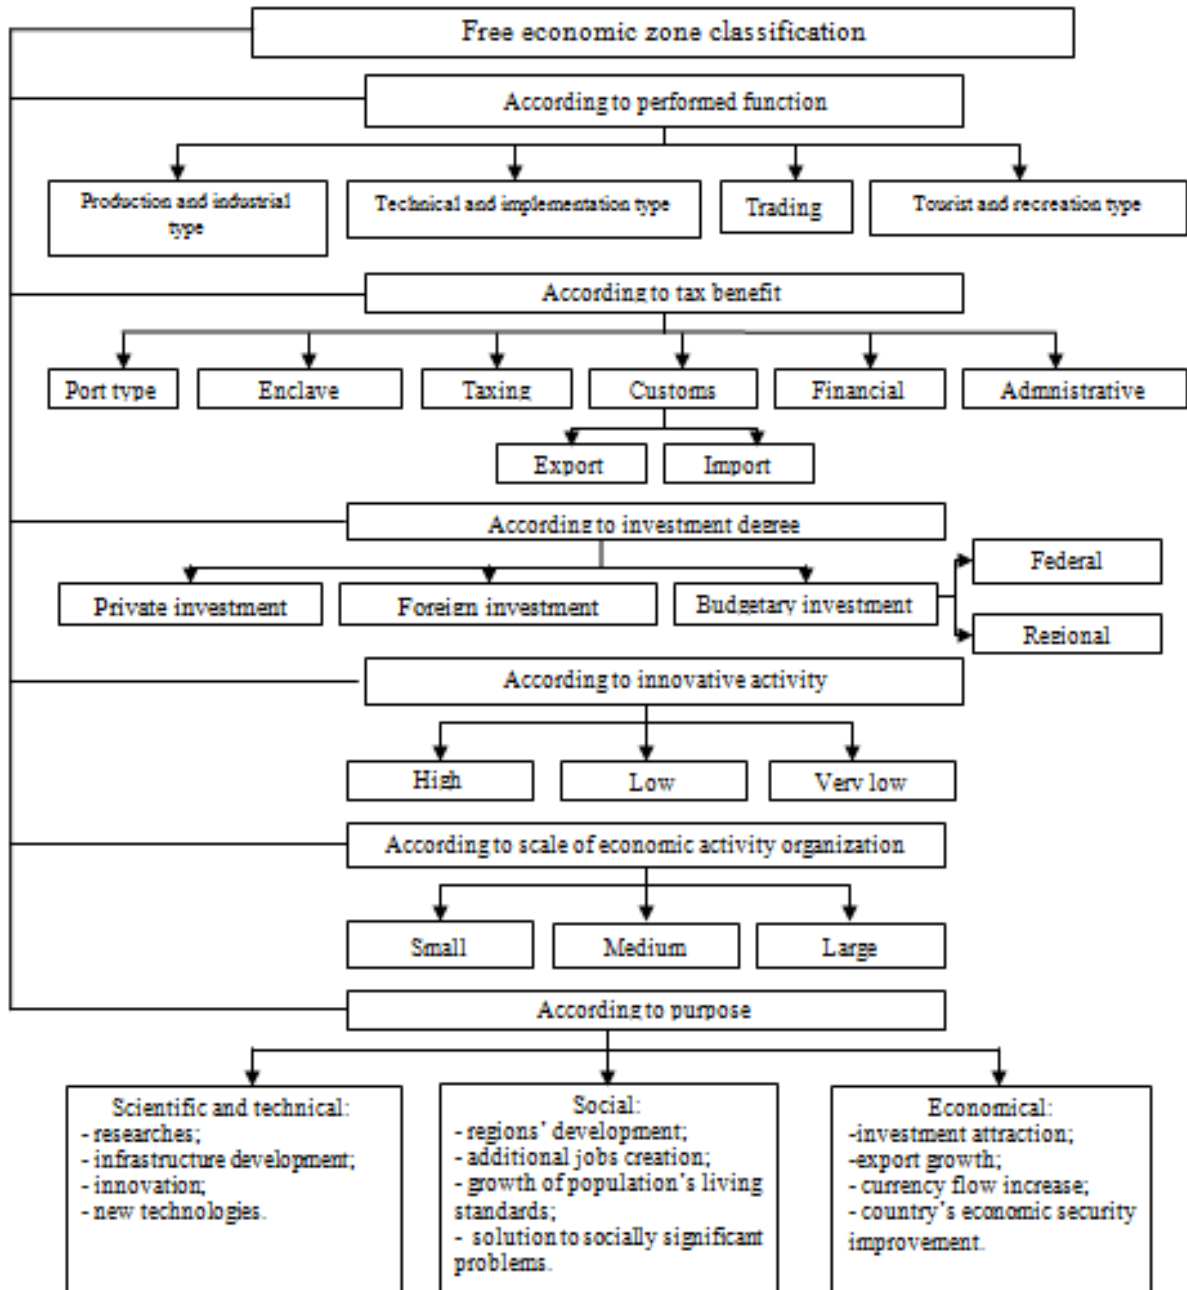 Free economic zone classification
According to performed function
Production and industrial
type
Technical and implementation type
Trading
Tourist and recreation type
According to tax benefit
Port type
Enclave
Taxing
Customs
Financial
Admnistrative
Export
Import
According to investment degree
Private investment
Foreign investment
Budgetary investment
Federal
Regional
According to innovative activity
High
Low
Very low
According to scale of economic activity organization
Small
Medium
Large
According to purpose
Scientific and technical:
- researches;
- infrastructure development;
- innovation;
- new technologies.
Social:
- regions’ development;
- additional jobs creation;
- growth of population’s living
standards;
- solution to socially significant
problems.
Economical:
-investment attraction;
-export growth;
- currency flow increase;
- country’s economic security
improvement.